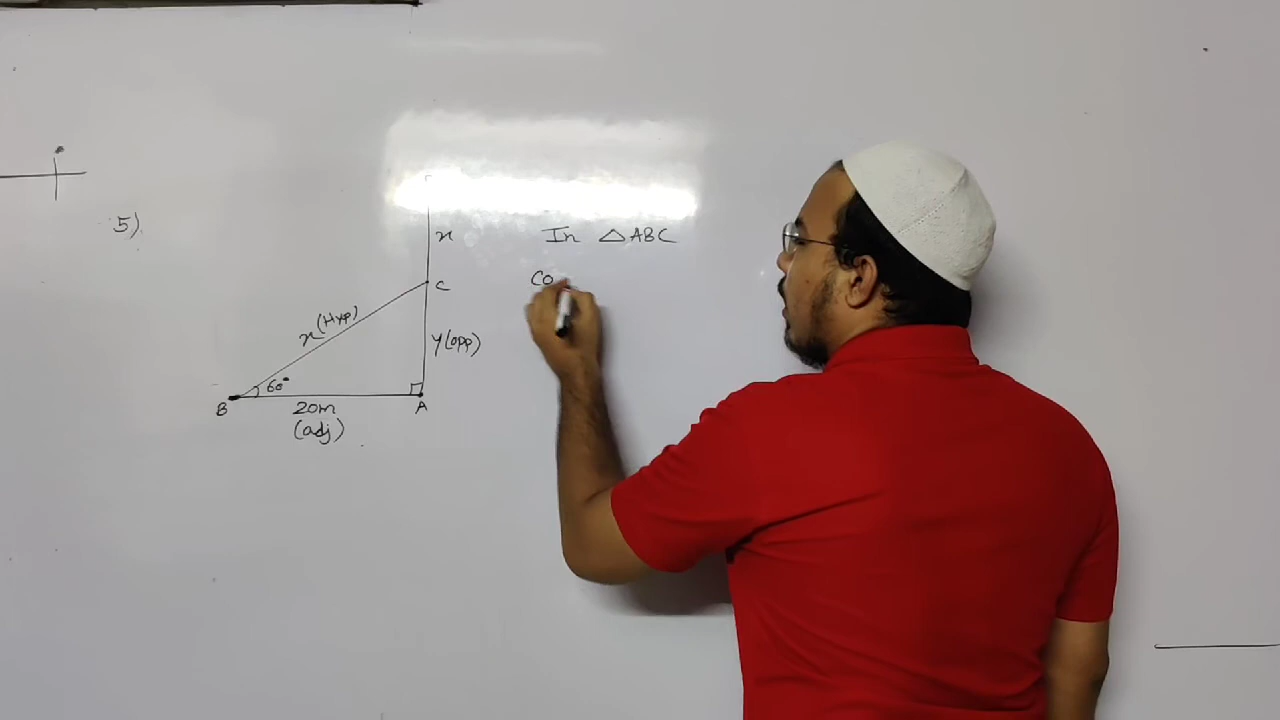 5)
x
In △ABC
Co
C
x (Hyp)
y (opp)
60°
B
20m
A
(adj)